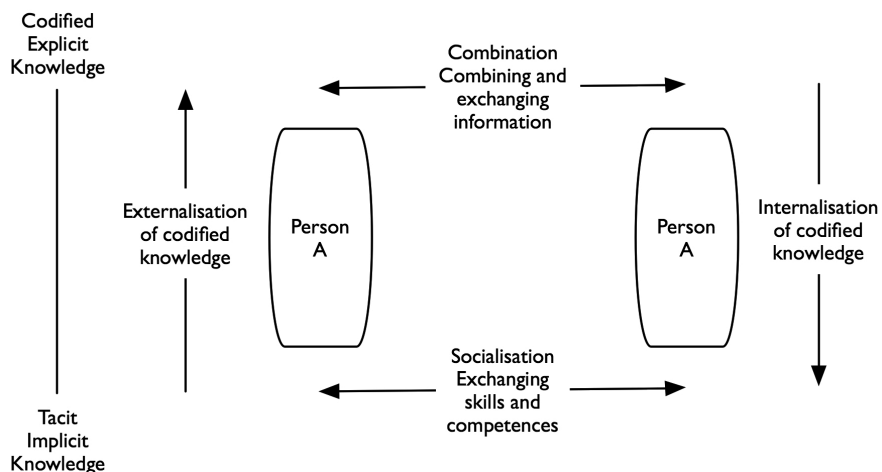 Codified
Explicit
Knowledge
Combination
Combining and
exchanging
information
Externalisation
of codified
knowledge
Person
A
Person
A
Internalisation
of codified
knowledge
Socialisation
Exchanging
skills and
competences
Tacit
Implicit
Knowledge